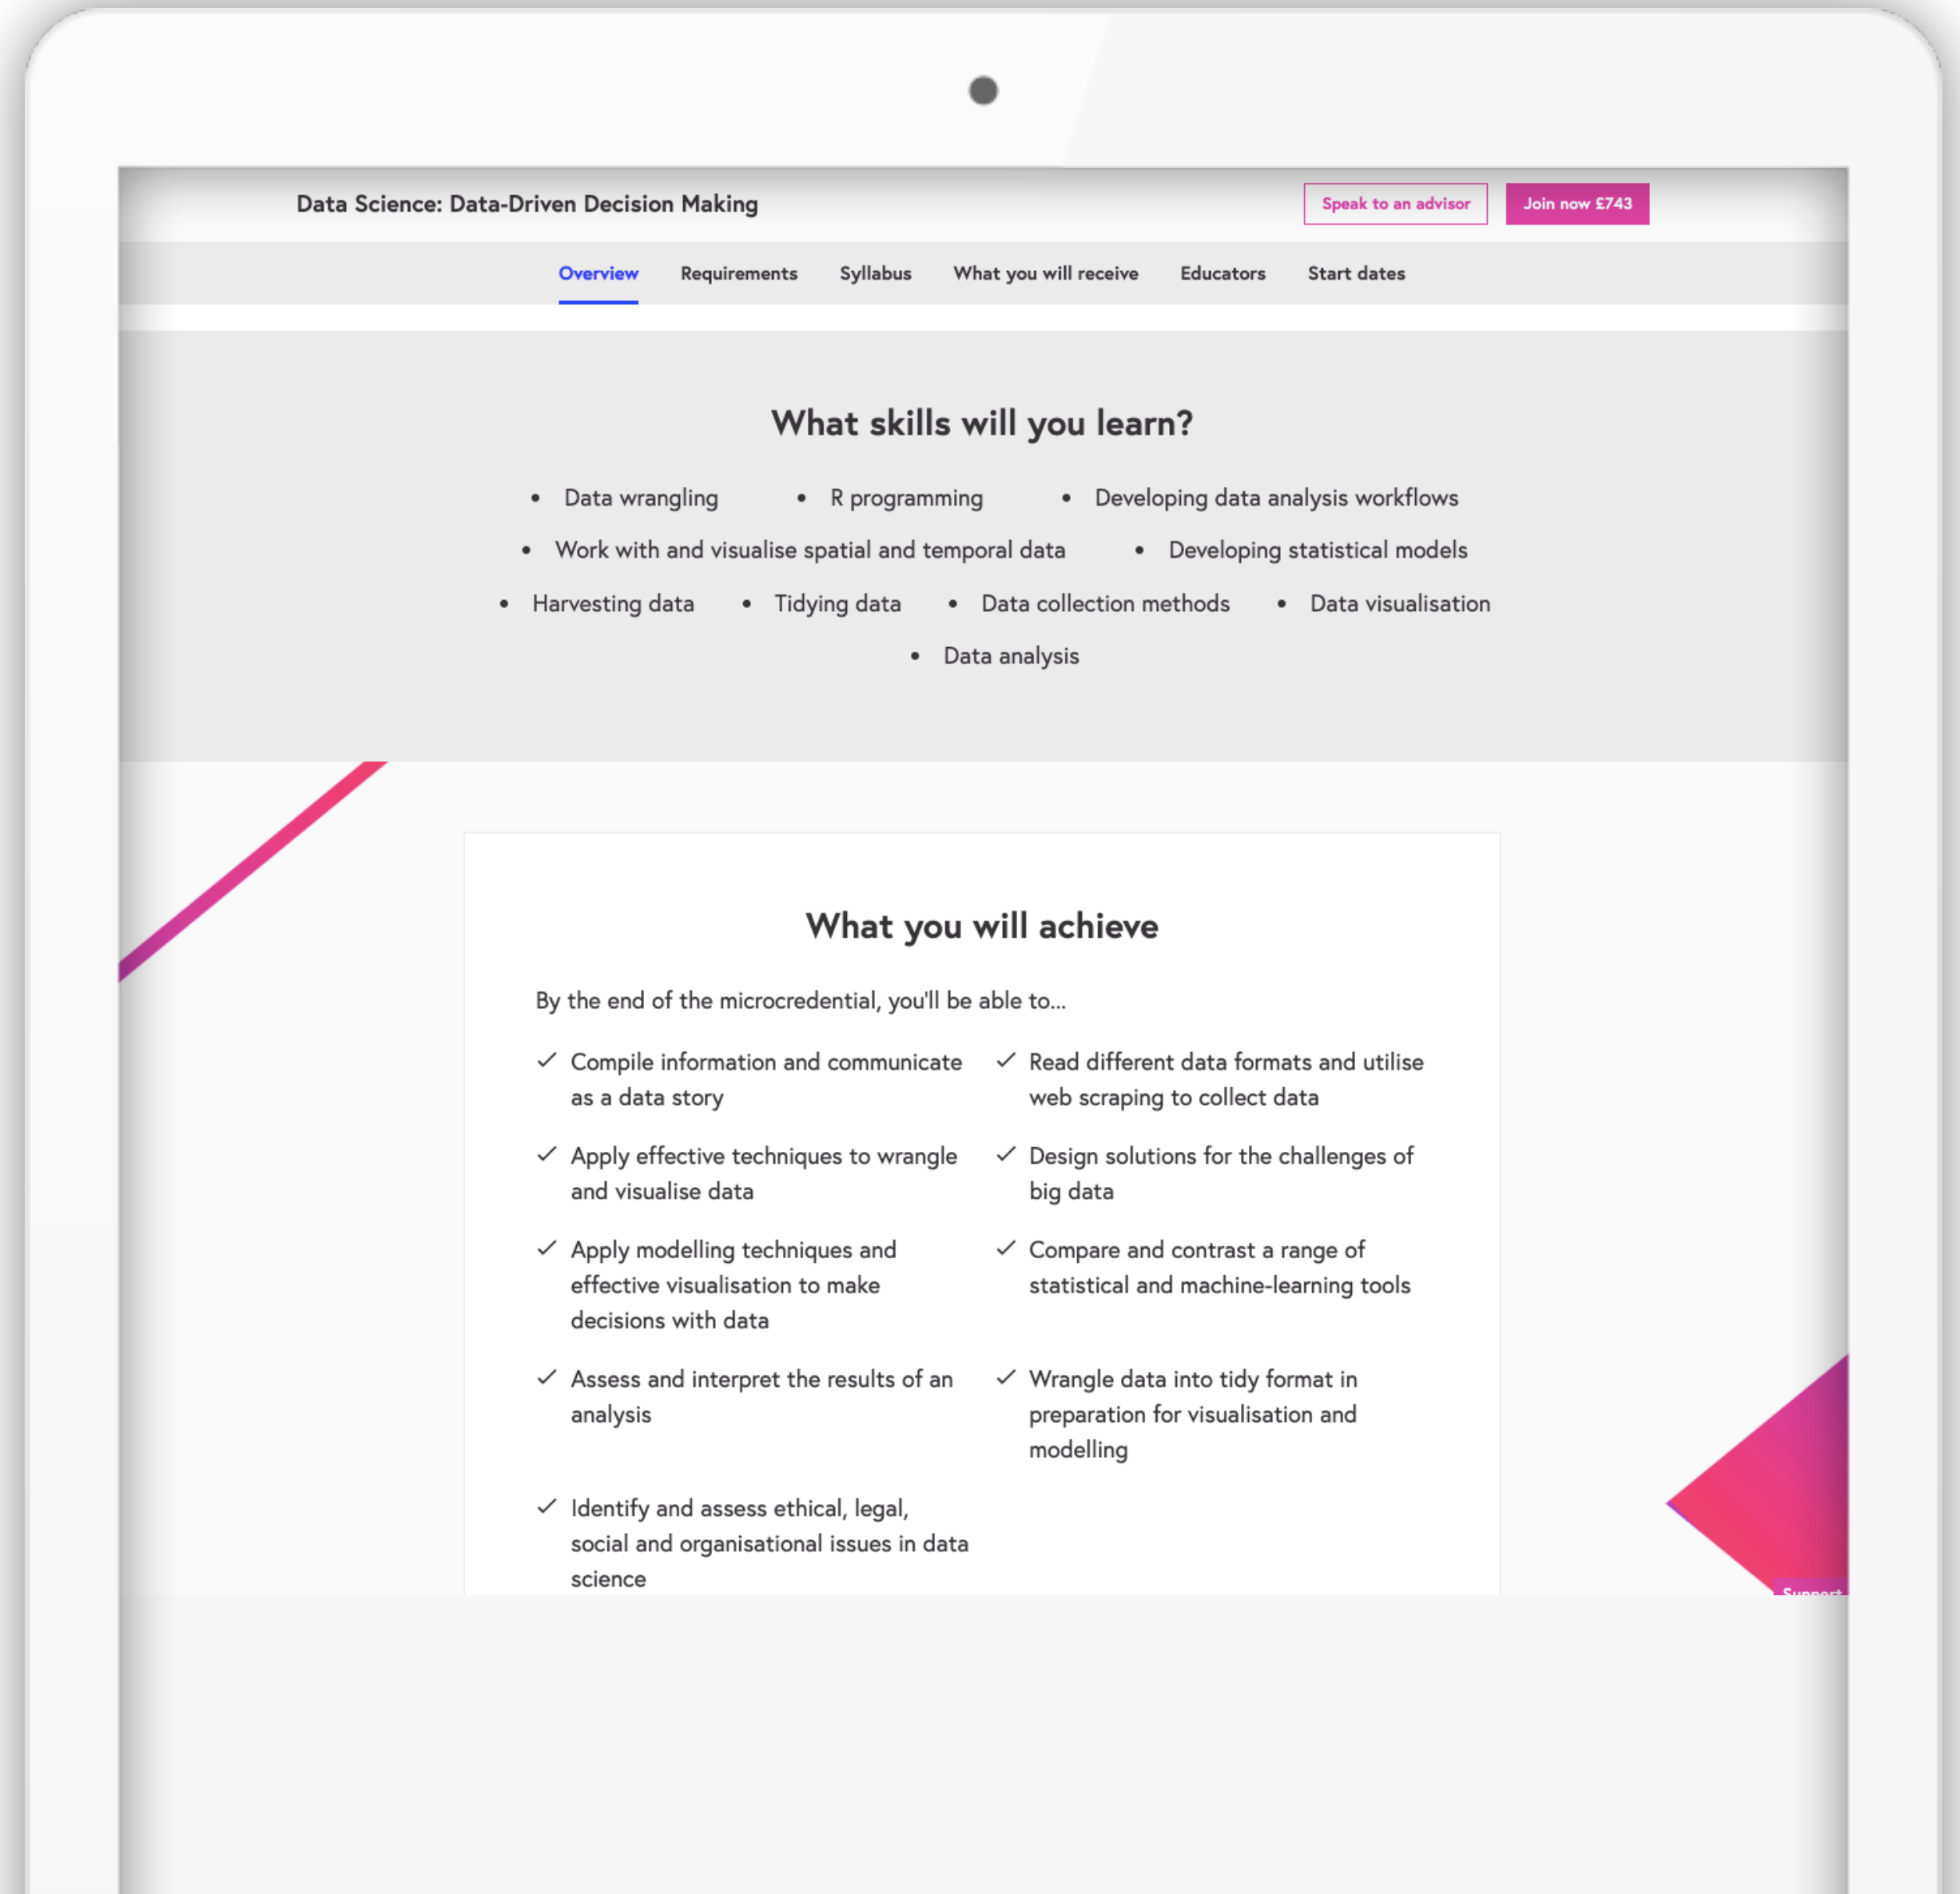 Data Science: Data-Driven Decision Making
Speak to an advisor
Join now £743
Overview
Requirements
Syllabus
What you will receive
Educators
Start dates
What skills will you learn?
• Data wrangling
• R programming
• Developing data analysis workflows
• Work with and visualise spatial and temporal data
• Developing statistical models
• Harvesting data
• Tidying data
• Data collection methods
• Data visualisation
• Data analysis
What you will achieve
By the end of the microcredential, you'll be able to...
✓ Compile information and communicate
as a data story
✓ Read different data formats and utilise
web scraping to collect data
✓ Apply effective techniques to wrangle
and visualise data
✓ Design solutions for the challenges of
big data
✓ Apply modelling techniques and
effective visualisation to make
decisions with data
✓ Compare and contrast a range of
statistical and machine-learning tools
✓ Assess and interpret the results of an
analysis
✓ Wrangle data into tidy format in
preparation for visualisation and
modelling
✓ Identify and assess ethical, legal,
social and organisational issues in data
science
Support